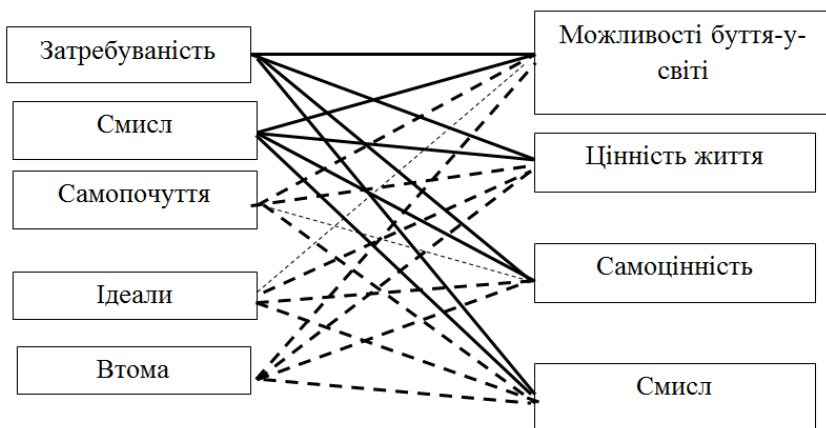 Затребуваність
Смисл
Самопочуття
Ідеали
Втома
Можливості буття-у-
світі
Цінність життя
Самоцінність
Смисл